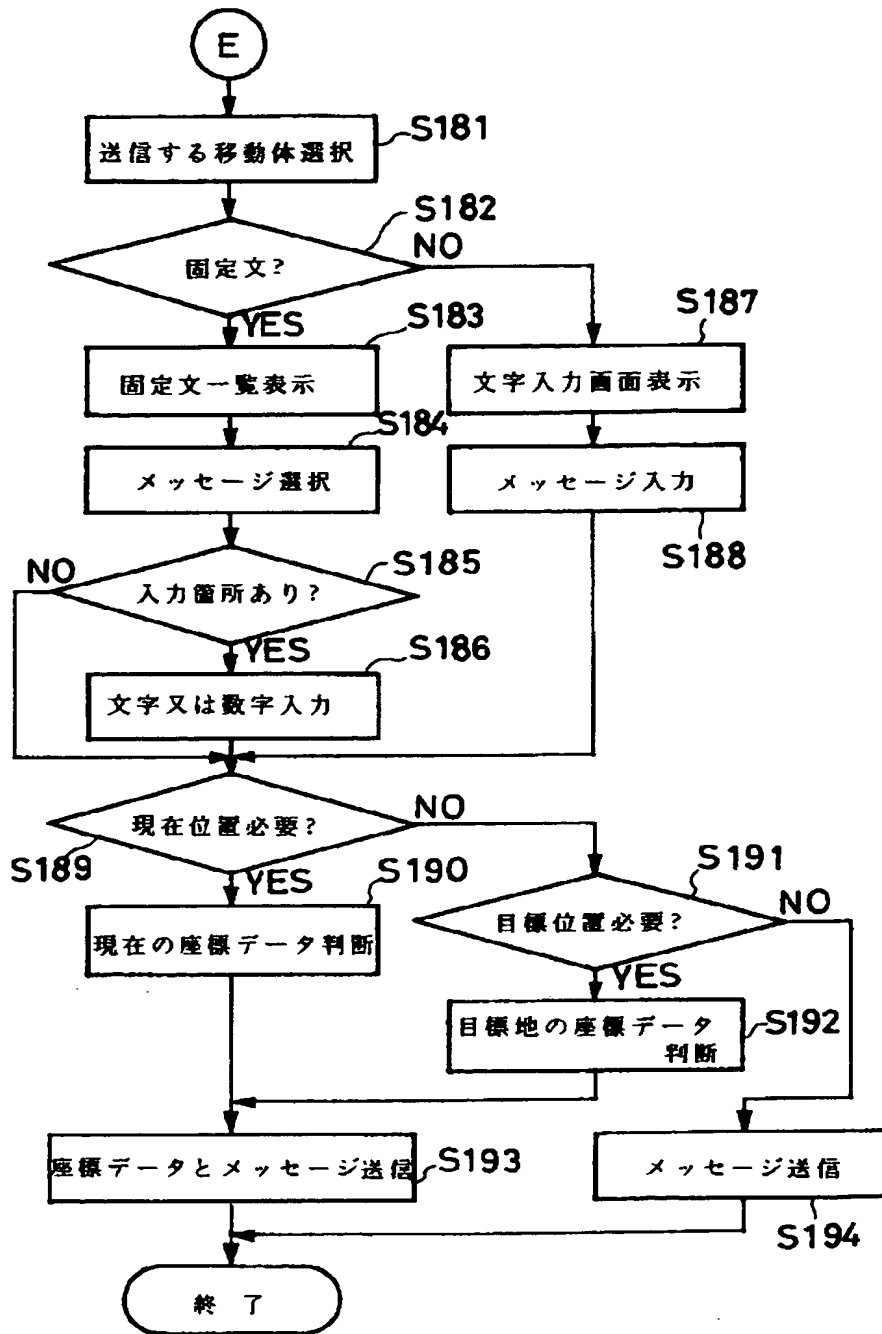 E
送信する移動体選択
S181
固定文?
S182
NO
YES
S183
固定文一覧表示
S187
文字入力画面表示
S184
メッセージ選択
メッセージ入力
S188
NO
入力箇所あり?
S185
YES
S186
文字又は数字入力
現在位置必要?
NO
S189
YES
S190
現在の座標データ判断
S191
目標位置必要?
NO
YES
目標地の座標データ
判断
S192
座標データとメッセージ送信
S193
メッセージ送信
S194
終了